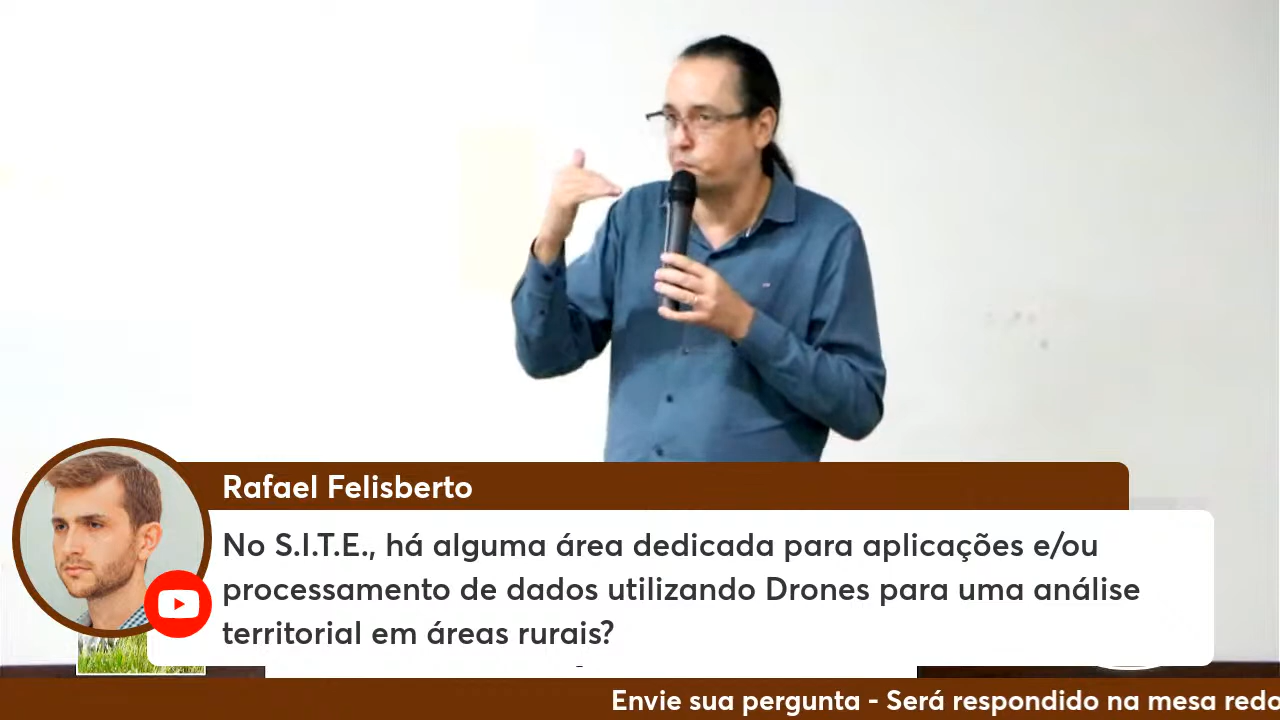 Rafael Felisberto
No S.I.T.E., há alguma área dedicada para aplicações e/ou
processamento de dados utilizando Drones para uma análise
territorial em áreas rurais?
Envie sua pergunta - Será respondido na mesa redo